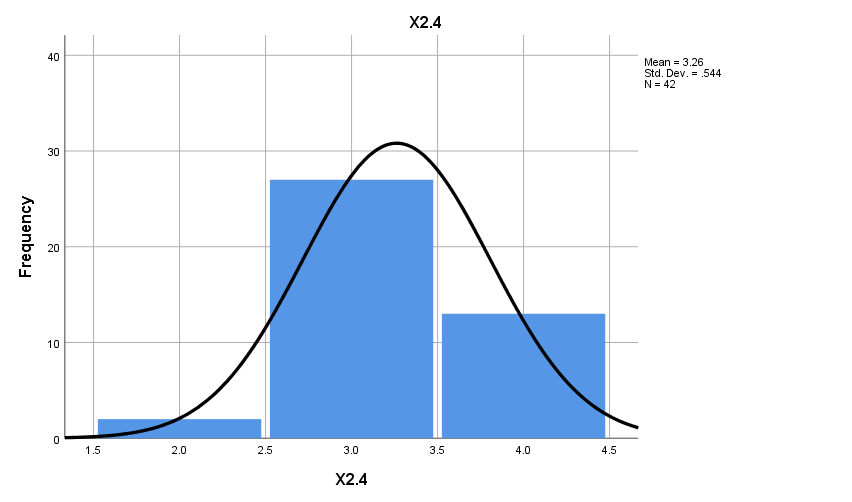 X2.4
Mean = 3.26
Std. Dev. = .544
N = 42
Frequency
40
30
20
10
0
1.5 2.0 2.5 3.0 3.5 4.0 4.5
X2.4